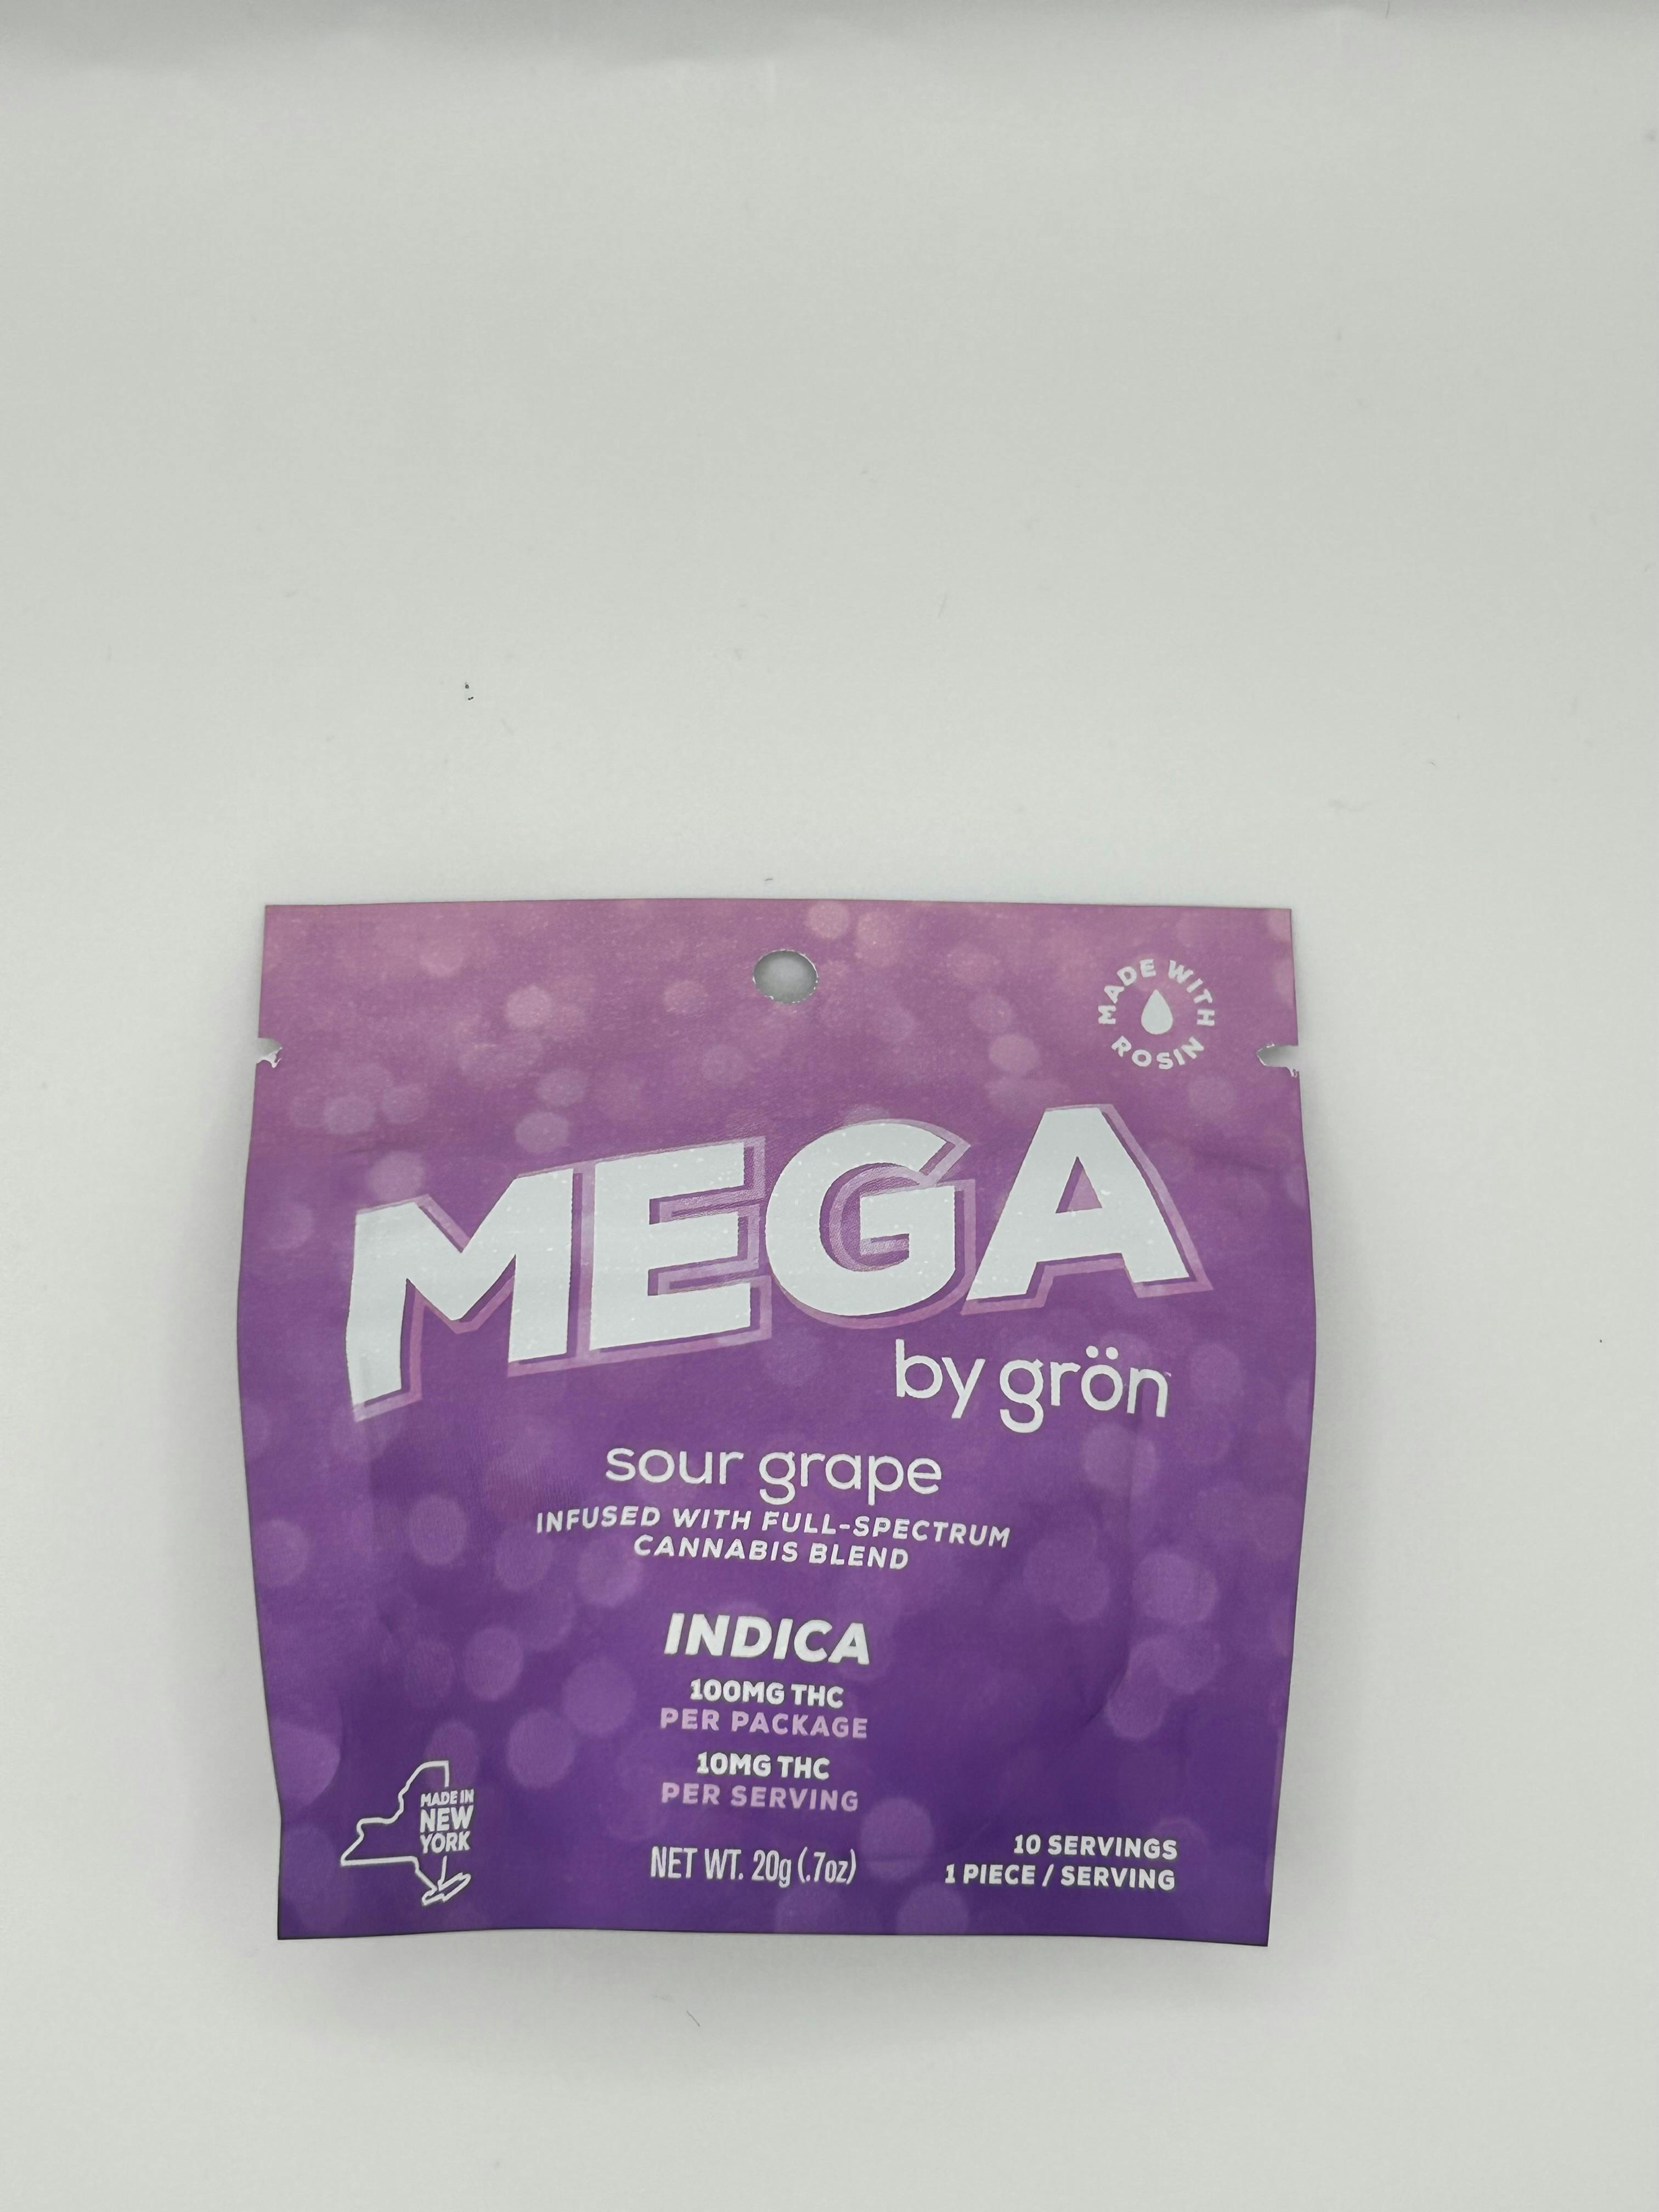 MADE WITH
ROSIN
MEGA
by grön
sour grape
INFUSED WITH FULL-SPECTRUM
CANNABIS BLEND
INDICA
100MG THC
PER PACKAGE
10MG THC
PER SERVING
MADE IN
NEW
YORK
NET WT. 20g (.7oz)
10 SERVINGS
1 PIECE / SERVING